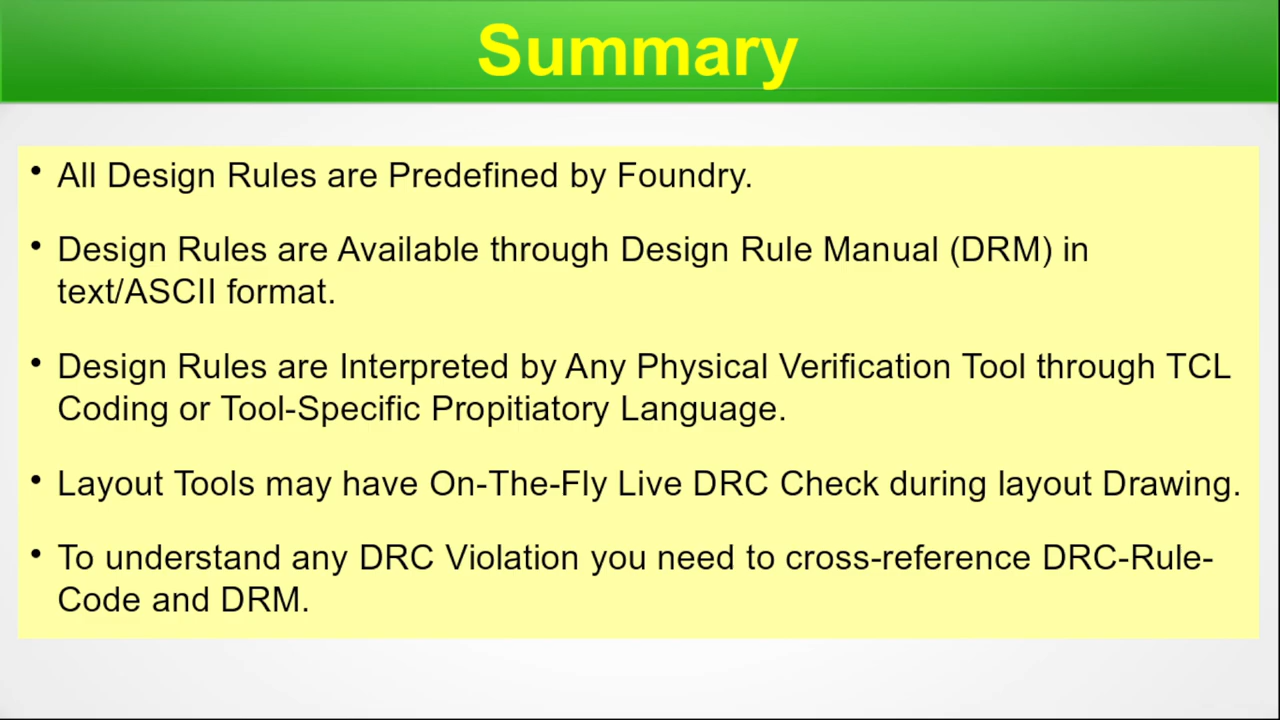 Summary
• All Design Rules are Predefined by Foundry.
• Design Rules are Available through Design Rule Manual (DRM) in
text/ASCII format.
• Design Rules are Interpreted by Any Physical Verification Tool through TCL
Coding or Tool-Specific Propitiatory Language.
• Layout Tools may have On-The-Fly Live DRC Check during layout Drawing.
• To understand any DRC Violation you need to cross-reference DRC-Rule-
Code and DRM.